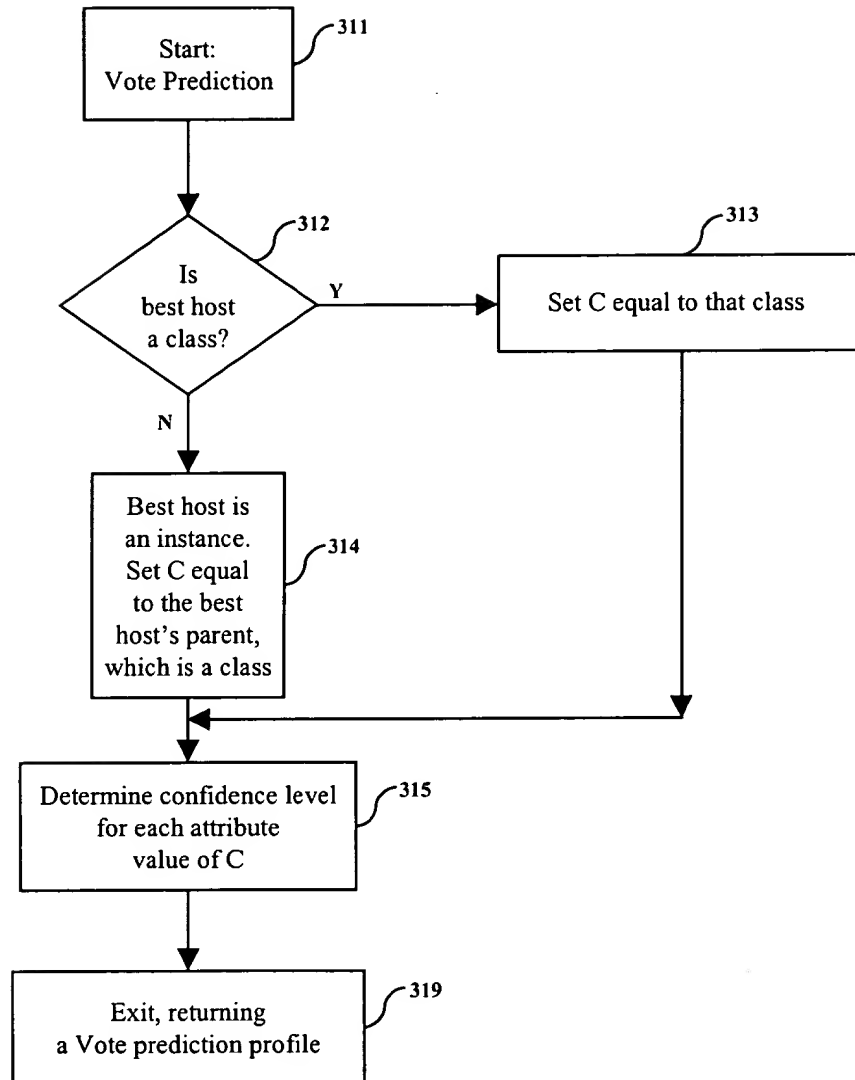 311
Start:
Vote Prediction
312
Is
best host
a class?
Y
313
Set C equal to that class
N
Best host is
an instance.
Set C equal
to the best
host's parent,
which is a class
314
Determine confidence level
for each attribute
value of C
315
Exit, returning
a Vote prediction profile
319